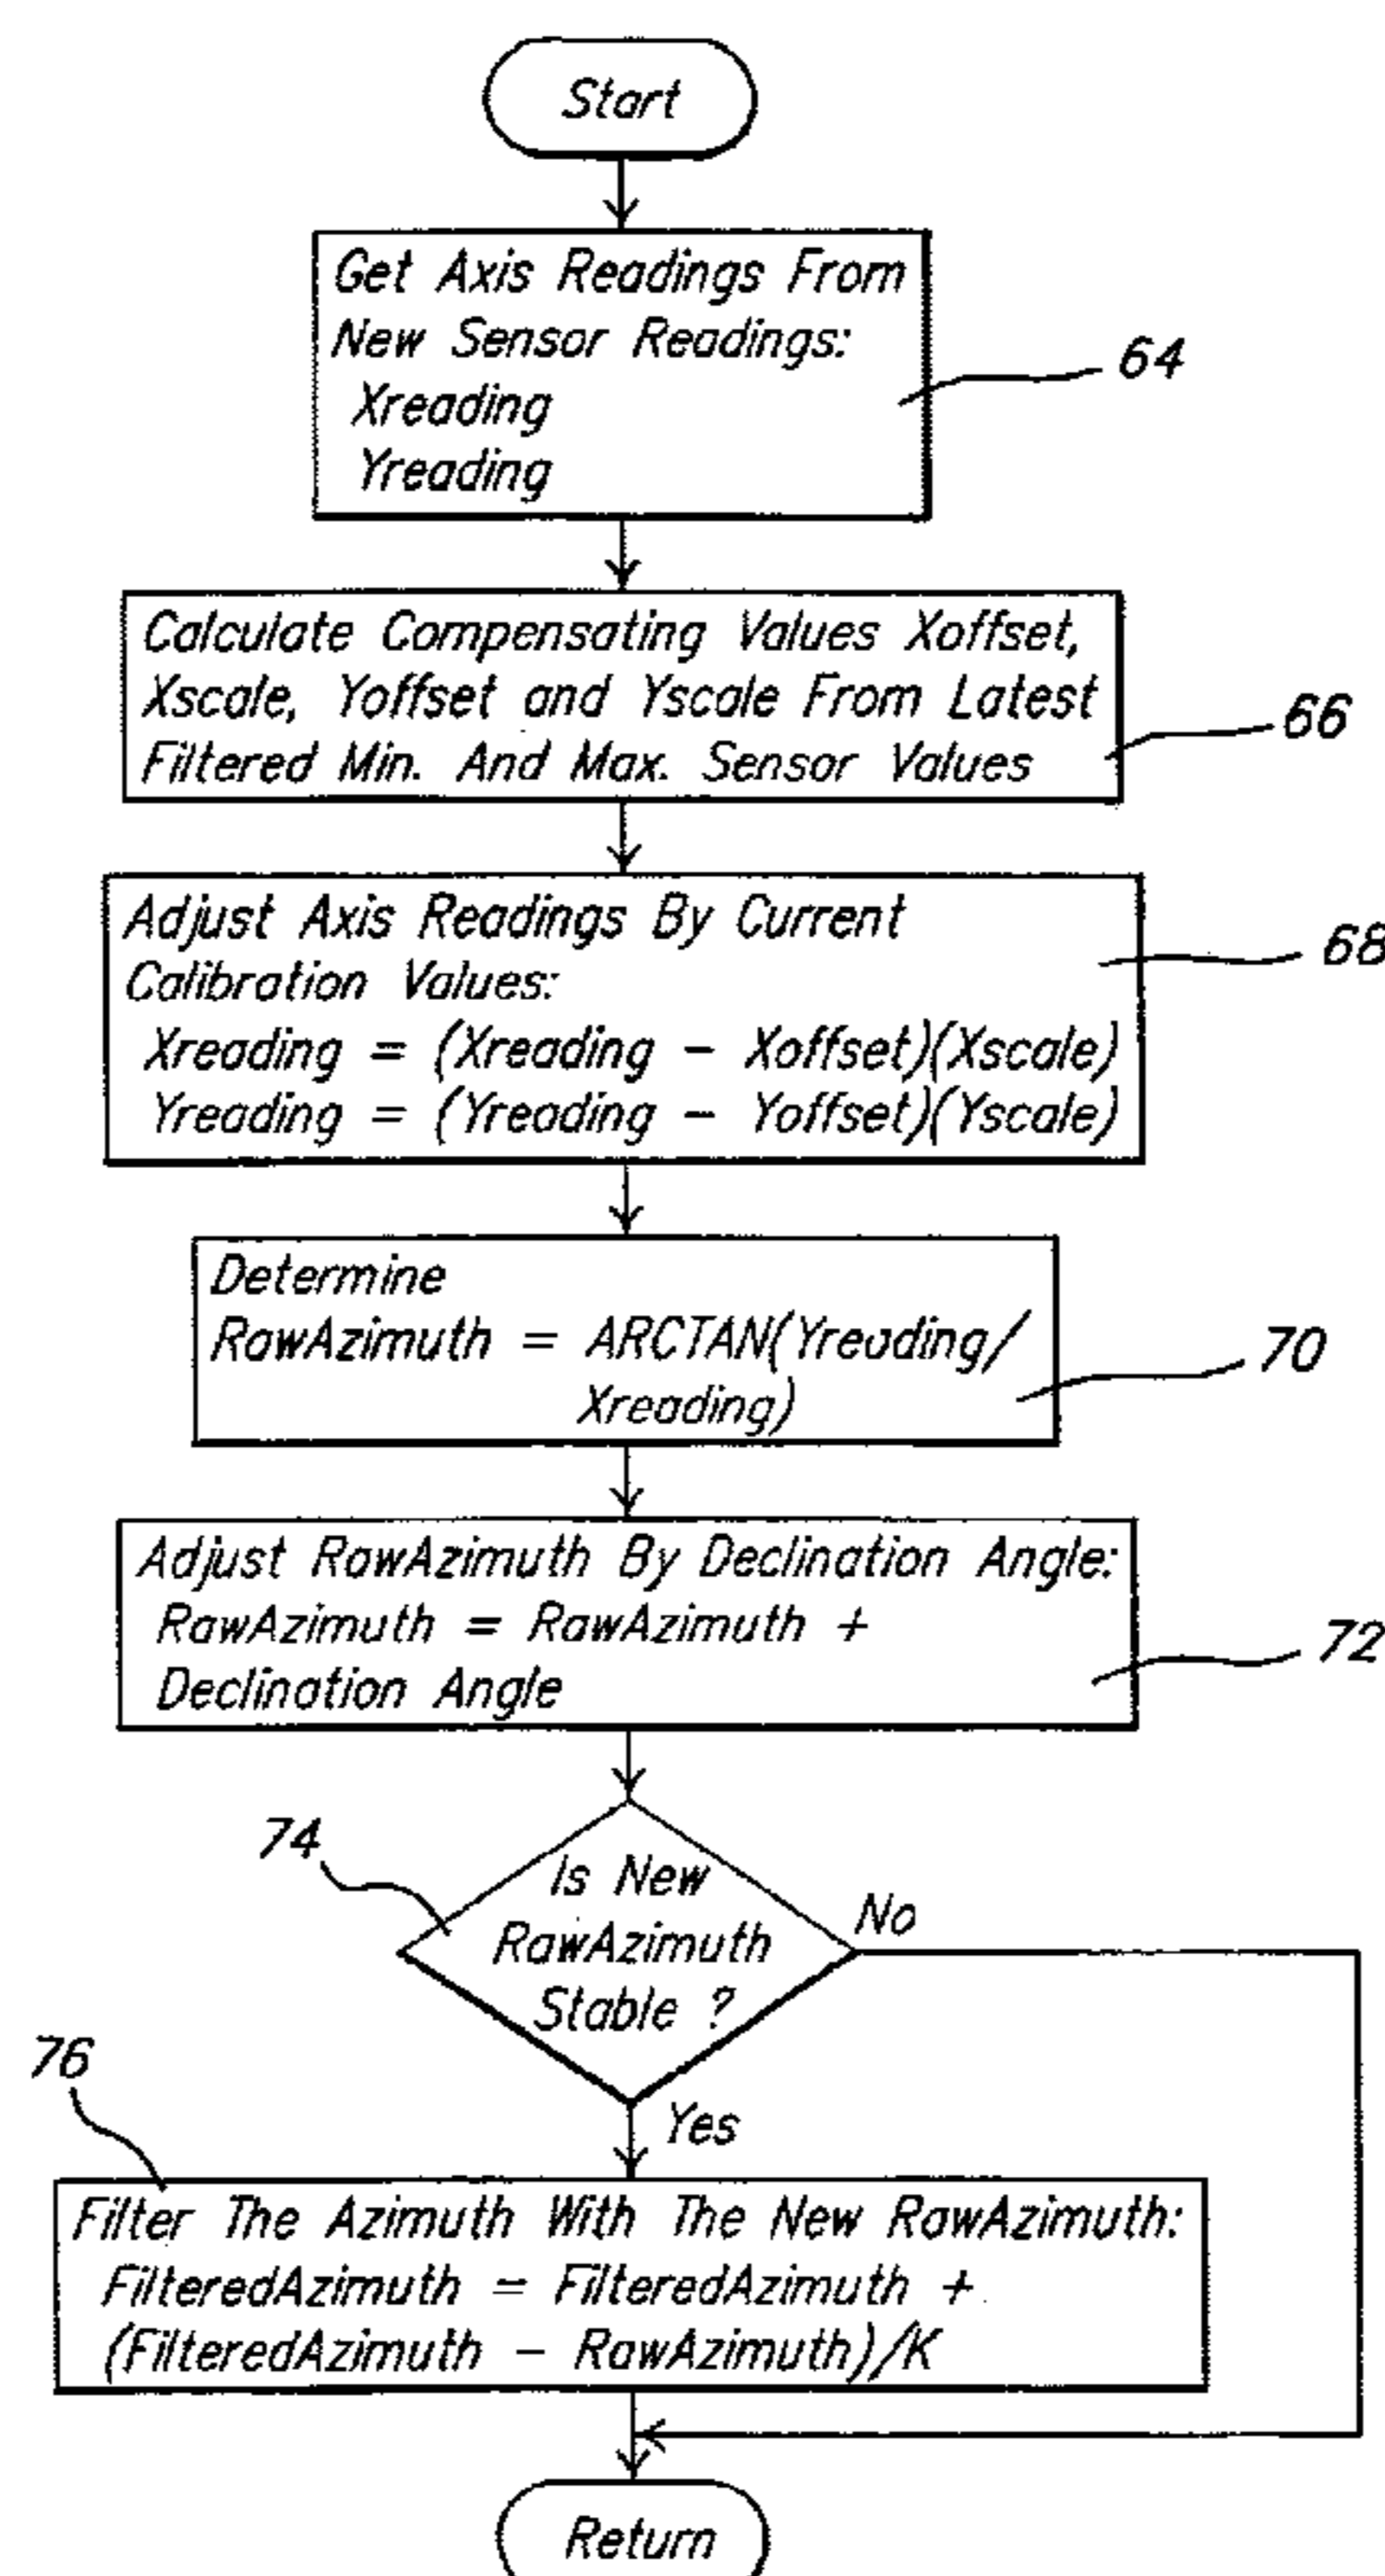 Start
Get Axis Readings From
New Sensor Readings:
Xreading
Yreading
64
Calculate Compensating Values Xoffset,
Xscale, Yoffset and Yscale From Latest
Filtered Min. And Max. Sensor Values
66
Adjust Axis Readings By Current
Calibration Values:
Xreading = (Xreading - Xoffset)(Xscale)
Yreading = (Yreading - Yoffset)(Yscale)
68
Determine
RawAzimuth = ARCTAN(Yreading/
Xreading)
70
Adjust RawAzimuth By Declination Angle:
RawAzimuth = RawAzimuth +
Declination Angle
72
74
Is New
RawAzimuth
Stable ?
No
Yes
76
Filter The Azimuth With The New RawAzimuth:
FilteredAzimuth = FilteredAzimuth +
(FilteredAzimuth - RawAzimuth)/K
Return